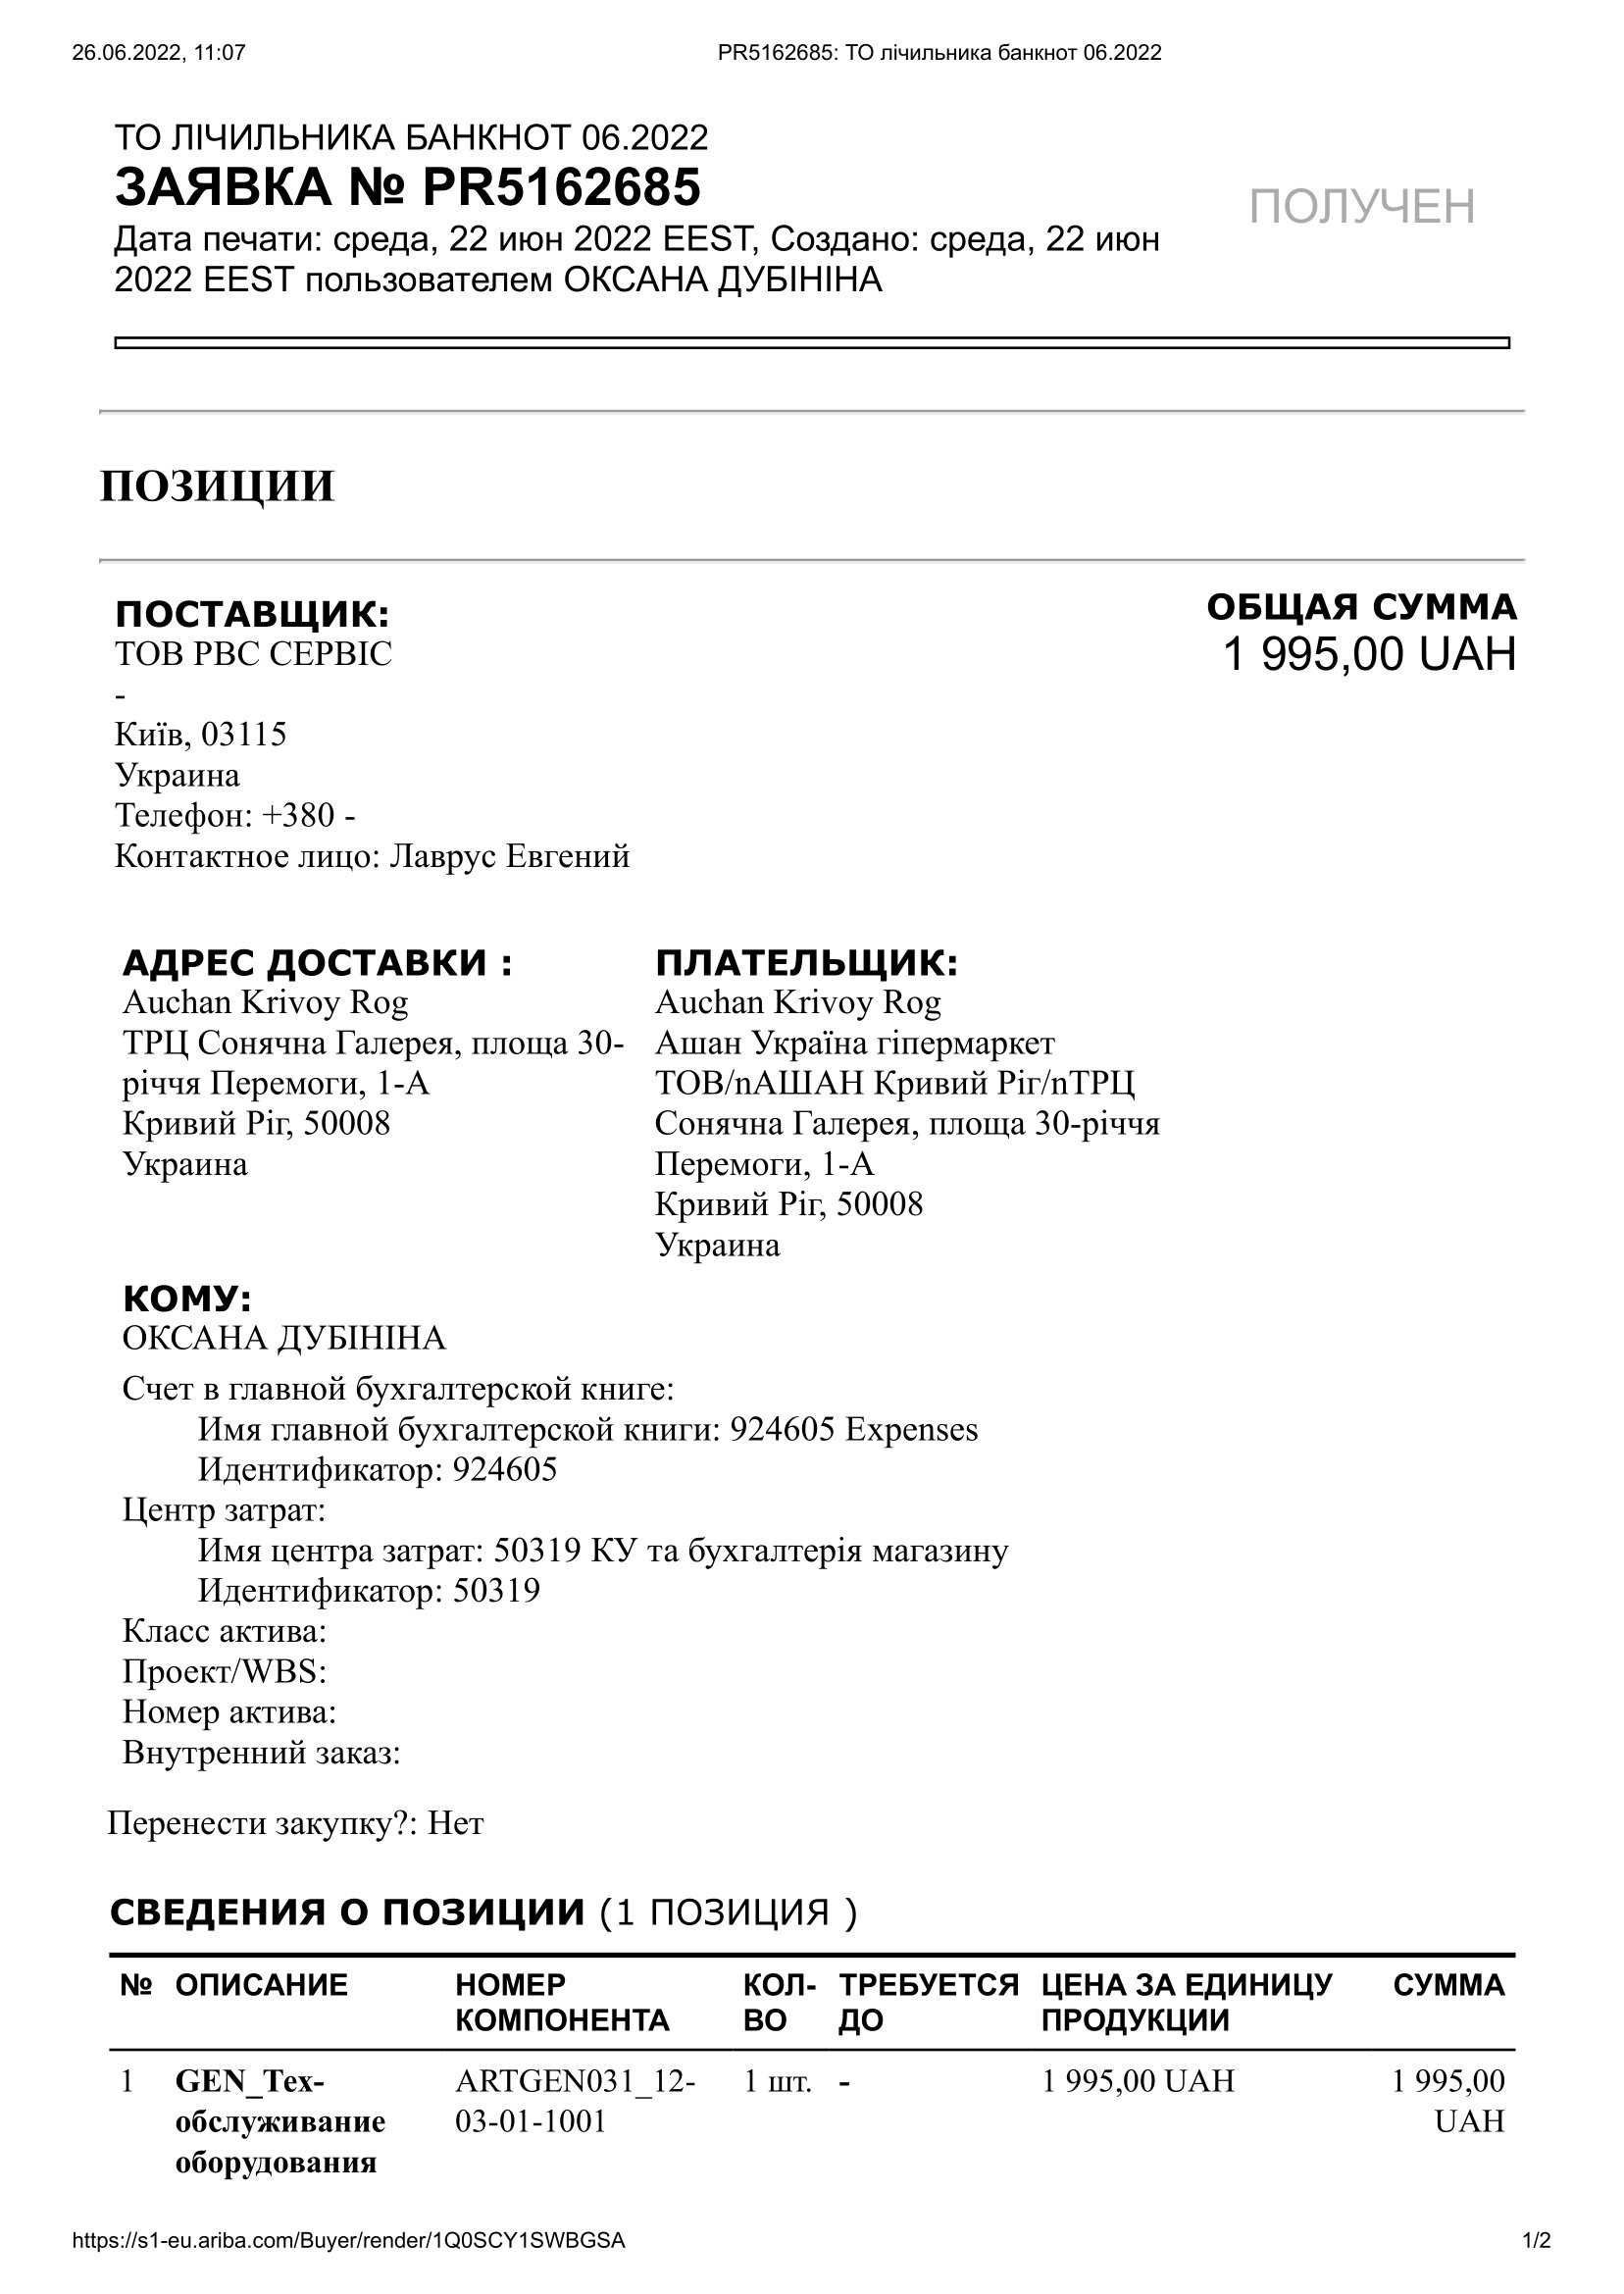 26.06.2022, 11:07
PR5162685: ТО лічильника банкнот 06.2022
ТО ЛІЧИЛЬНИКА БАНКНОТ 06.2022
ЗАЯВКА № PR5162685
ПОЛУЧЕН
Дата печати: среда, 22 июн 2022 EEST, Создано: среда, 22 июн
2022 EEST пользователем ОКСАНА ДУБІНІНА
ПОЗИЦИИ
ПОСТАВЩИК:
ТОВ РВС СЕРВІС
-
Київ, 03115
Украина
Телефон: +380 -
Контактное лицо: Лаврус Евгений
ОБЩАЯ СУММА
1 995,00 UAH
АДРЕС ДОСТАВКИ :
Auchan Krivoy Rog
ТРЦ Сонячна Галерея, площа 30-
річчя Перемоги, 1-А
Кривий Ріг, 50008
Украина
ПЛАТЕЛЬЩИК:
Auchan Krivoy Rog
Ашан Україна гіпермаркет
ТОВ/nАШАН Кривий Ріг/nТРЦ
Сонячна Галерея, площа 30-річчя
Перемоги, 1-А
Кривий Ріг, 50008
Украина
КОМУ:
ОКСАНА ДУБІНІНА
Счет в главной бухгалтерской книге:
Имя главной бухгалтерской книги: 924605 Expenses
Идентификатор: 924605
Центр затрат:
Имя центра затрат: 50319 КУ та бухгалтерія магазину
Идентификатор: 50319
Класс актива:
Проект/WBS:
Номер актива:
Внутренний заказ:
Перенести закупку?: Нет
СВЕДЕНИЯ О ПОЗИЦИИ (1 ПОЗИЦИЯ )
№ ОПИСАНИЕ НОМЕР КОЛ- ТРЕБУЕТСЯ ЦЕНА ЗА ЕДИНИЦУ СУММА
КОМПОНЕНТА ВО ДО ПРОДУКЦИИ
1 GEN_Тех- ARTGEN031_12- 1 шт. - 1 995,00 UAH 1 995,00
обслуживание 03-01-1001 UAH
оборудования
https://s1-eu.ariba.com/Buyer/render/1Q0SCY1SWBGSA
1/2